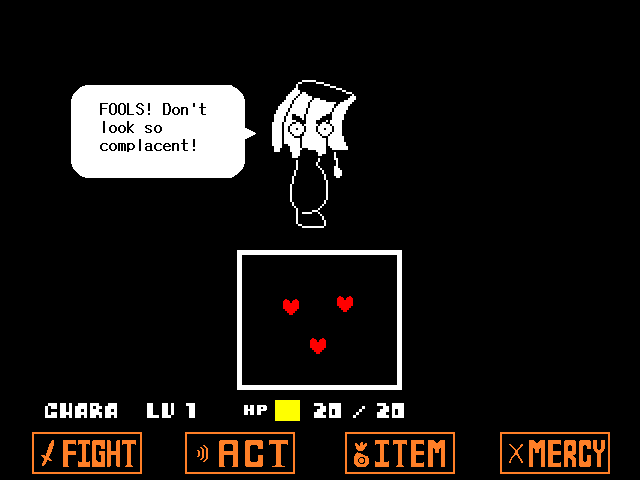 FOOLS! Don't
look so
complacent!
CHARA LV 1 HP 20 / 20
FIGHT ACT ITEM MERCY